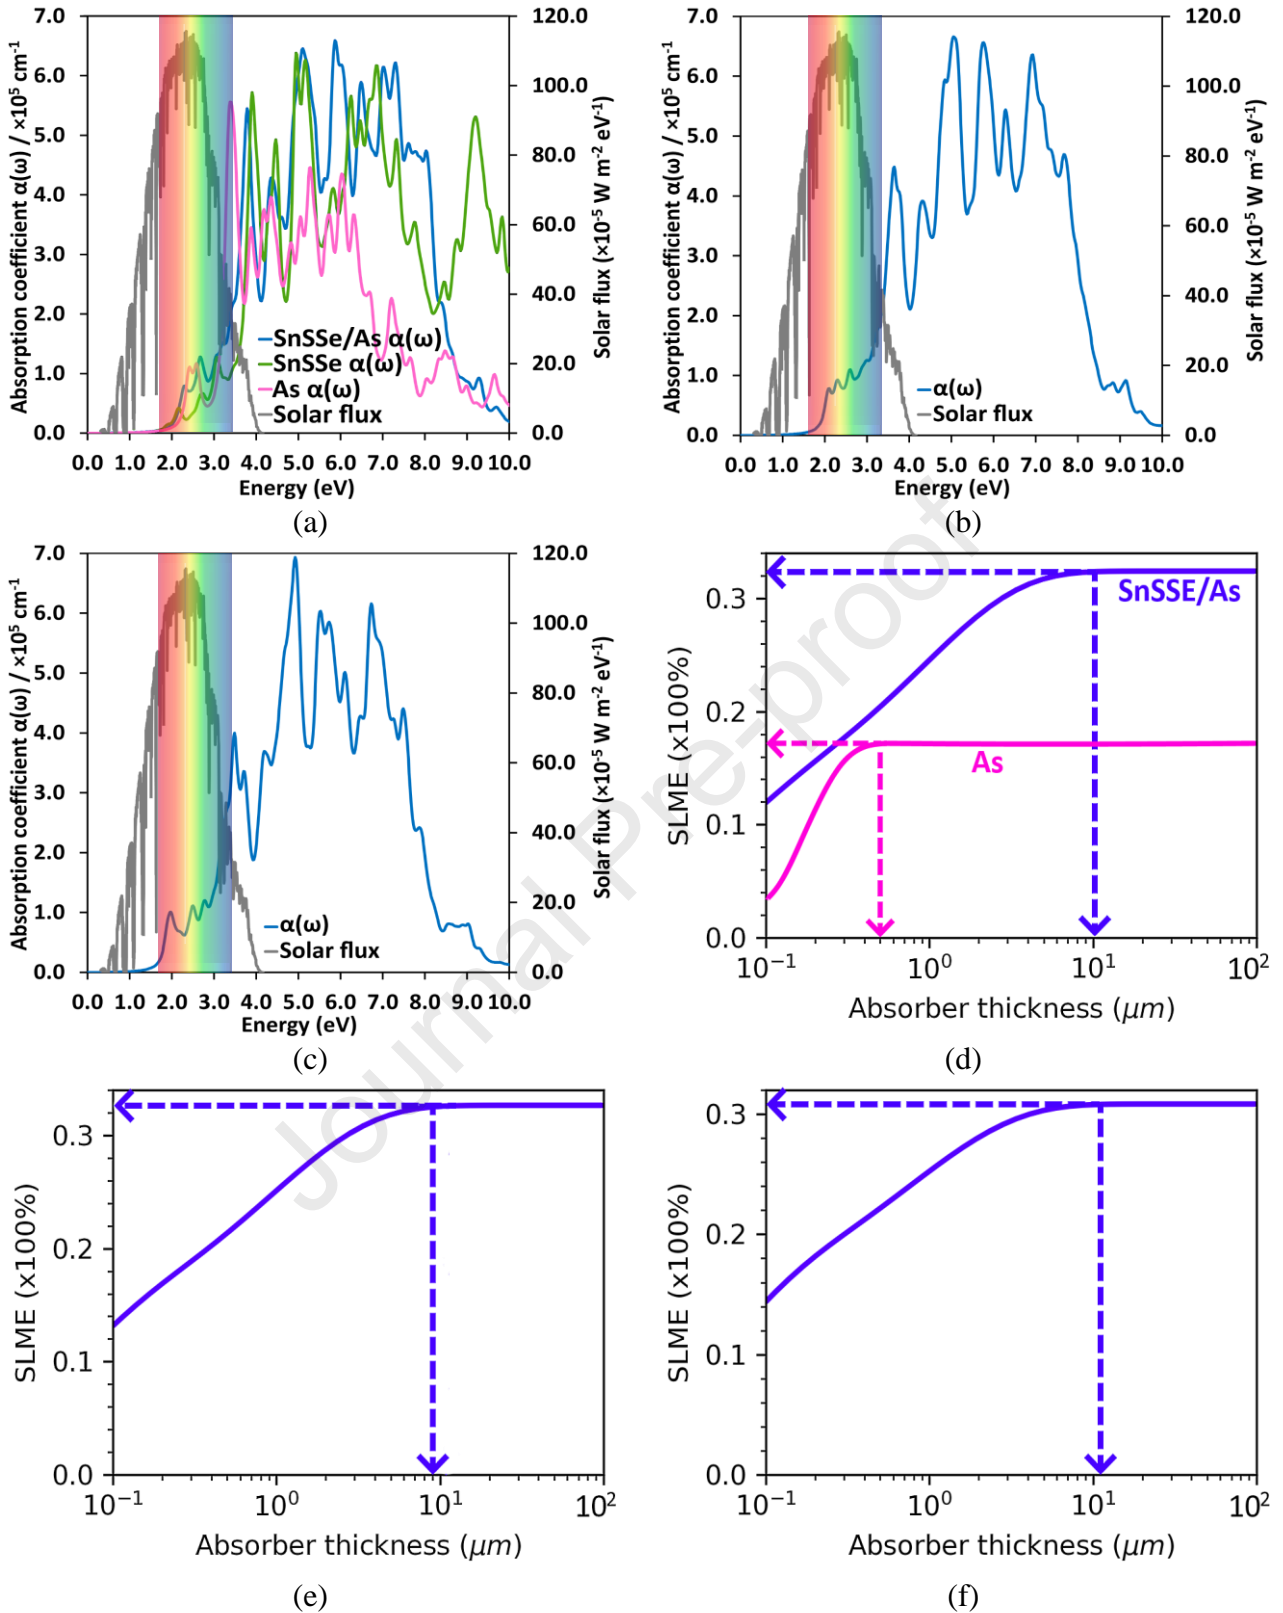 7.0
6.0
5.0
4.0
3.0
2.0
1.0
0.0
Absorption coefficient α(ω) / ×10⁵ cm⁻¹
120.0
100.0
80.0
60.0
40.0
20.0
0.0
Solar flux (×10⁻⁵ W m⁻² eV⁻¹)
SnSSe/As α(ω)
SnSSe α(ω)
As α(ω)
Solar flux
0.0 1.0 2.0 3.0 4.0 5.0 6.0 7.0 8.0 9.0 10.0
Energy (eV)
(a)
7.0
6.0
5.0
4.0
3.0
2.0
1.0
0.0
Absorption coefficient α(ω) / ×10⁵ cm⁻¹
120.0
100.0
80.0
60.0
40.0
20.0
0.0
Solar flux (×10⁻⁵ W m⁻² eV⁻¹)
α(ω)
Solar flux
0.0 1.0 2.0 3.0 4.0 5.0 6.0 7.0 8.0 9.0 10.0
Energy (eV)
(b)
7.0
6.0
5.0
4.0
3.0
2.0
1.0
0.0
Absorption coefficient α(ω) / ×10⁵ cm⁻¹
120.0
100.0
80.0
60.0
40.0
20.0
0.0
Solar flux (×10⁻⁵ W m⁻² eV⁻¹)
α(ω)
Solar flux
0.0 1.0 2.0 3.0 4.0 5.0 6.0 7.0 8.0 9.0 10.0
Energy (eV)
(c)
0.3
0.2
0.1
0.0
SLME (x100%)
SnSSE/As
As
10⁻¹ 10⁰ 10¹ 10²
Absorber thickness (μm)
(d)
0.3
0.2
0.1
0.0
SLME (x100%)
10⁻¹ 10⁰ 10¹ 10²
Absorber thickness (μm)
(e)
0.3
0.2
0.1
0.0
SLME (x100%)
10⁻¹ 10⁰ 10¹ 10²
Absorber thickness (μm)
(f)
Journal Pre-proof